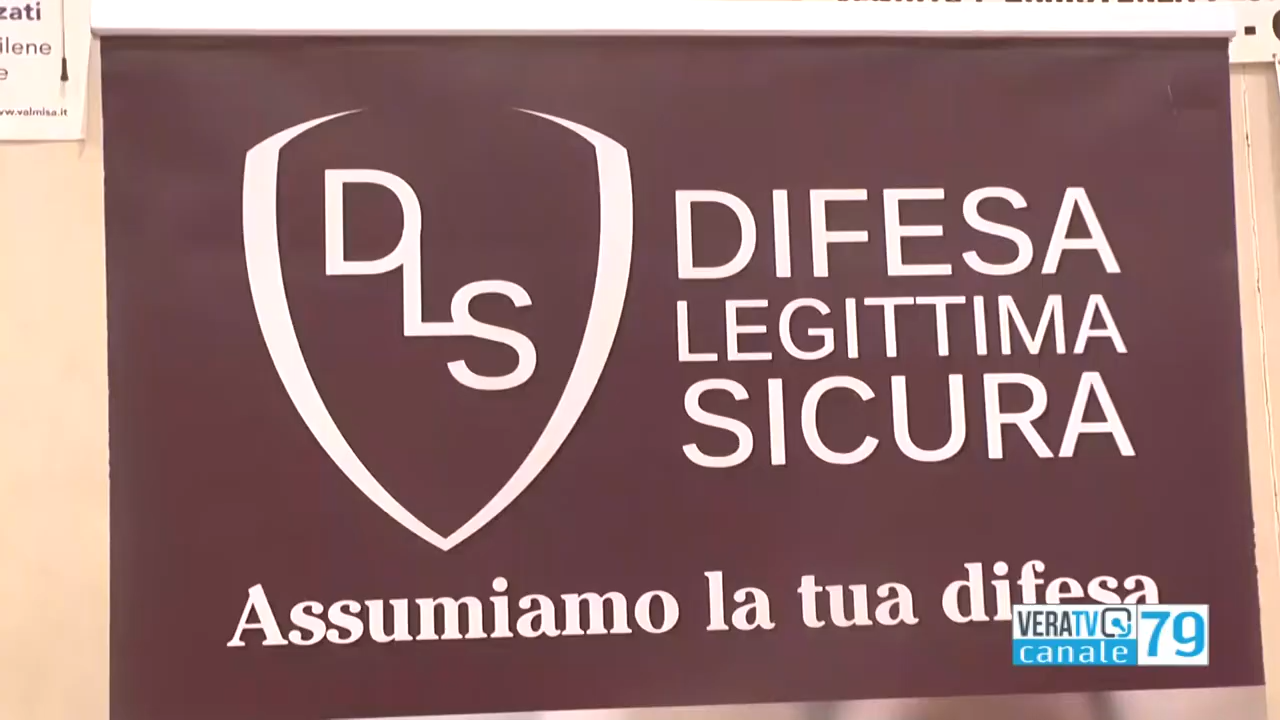 zati
ilene
e
www.valmisa.it
DLS
DIFESA
LEGITTIMA
SICURA
Assumiamo la tua difesa
VERATV
canale
79